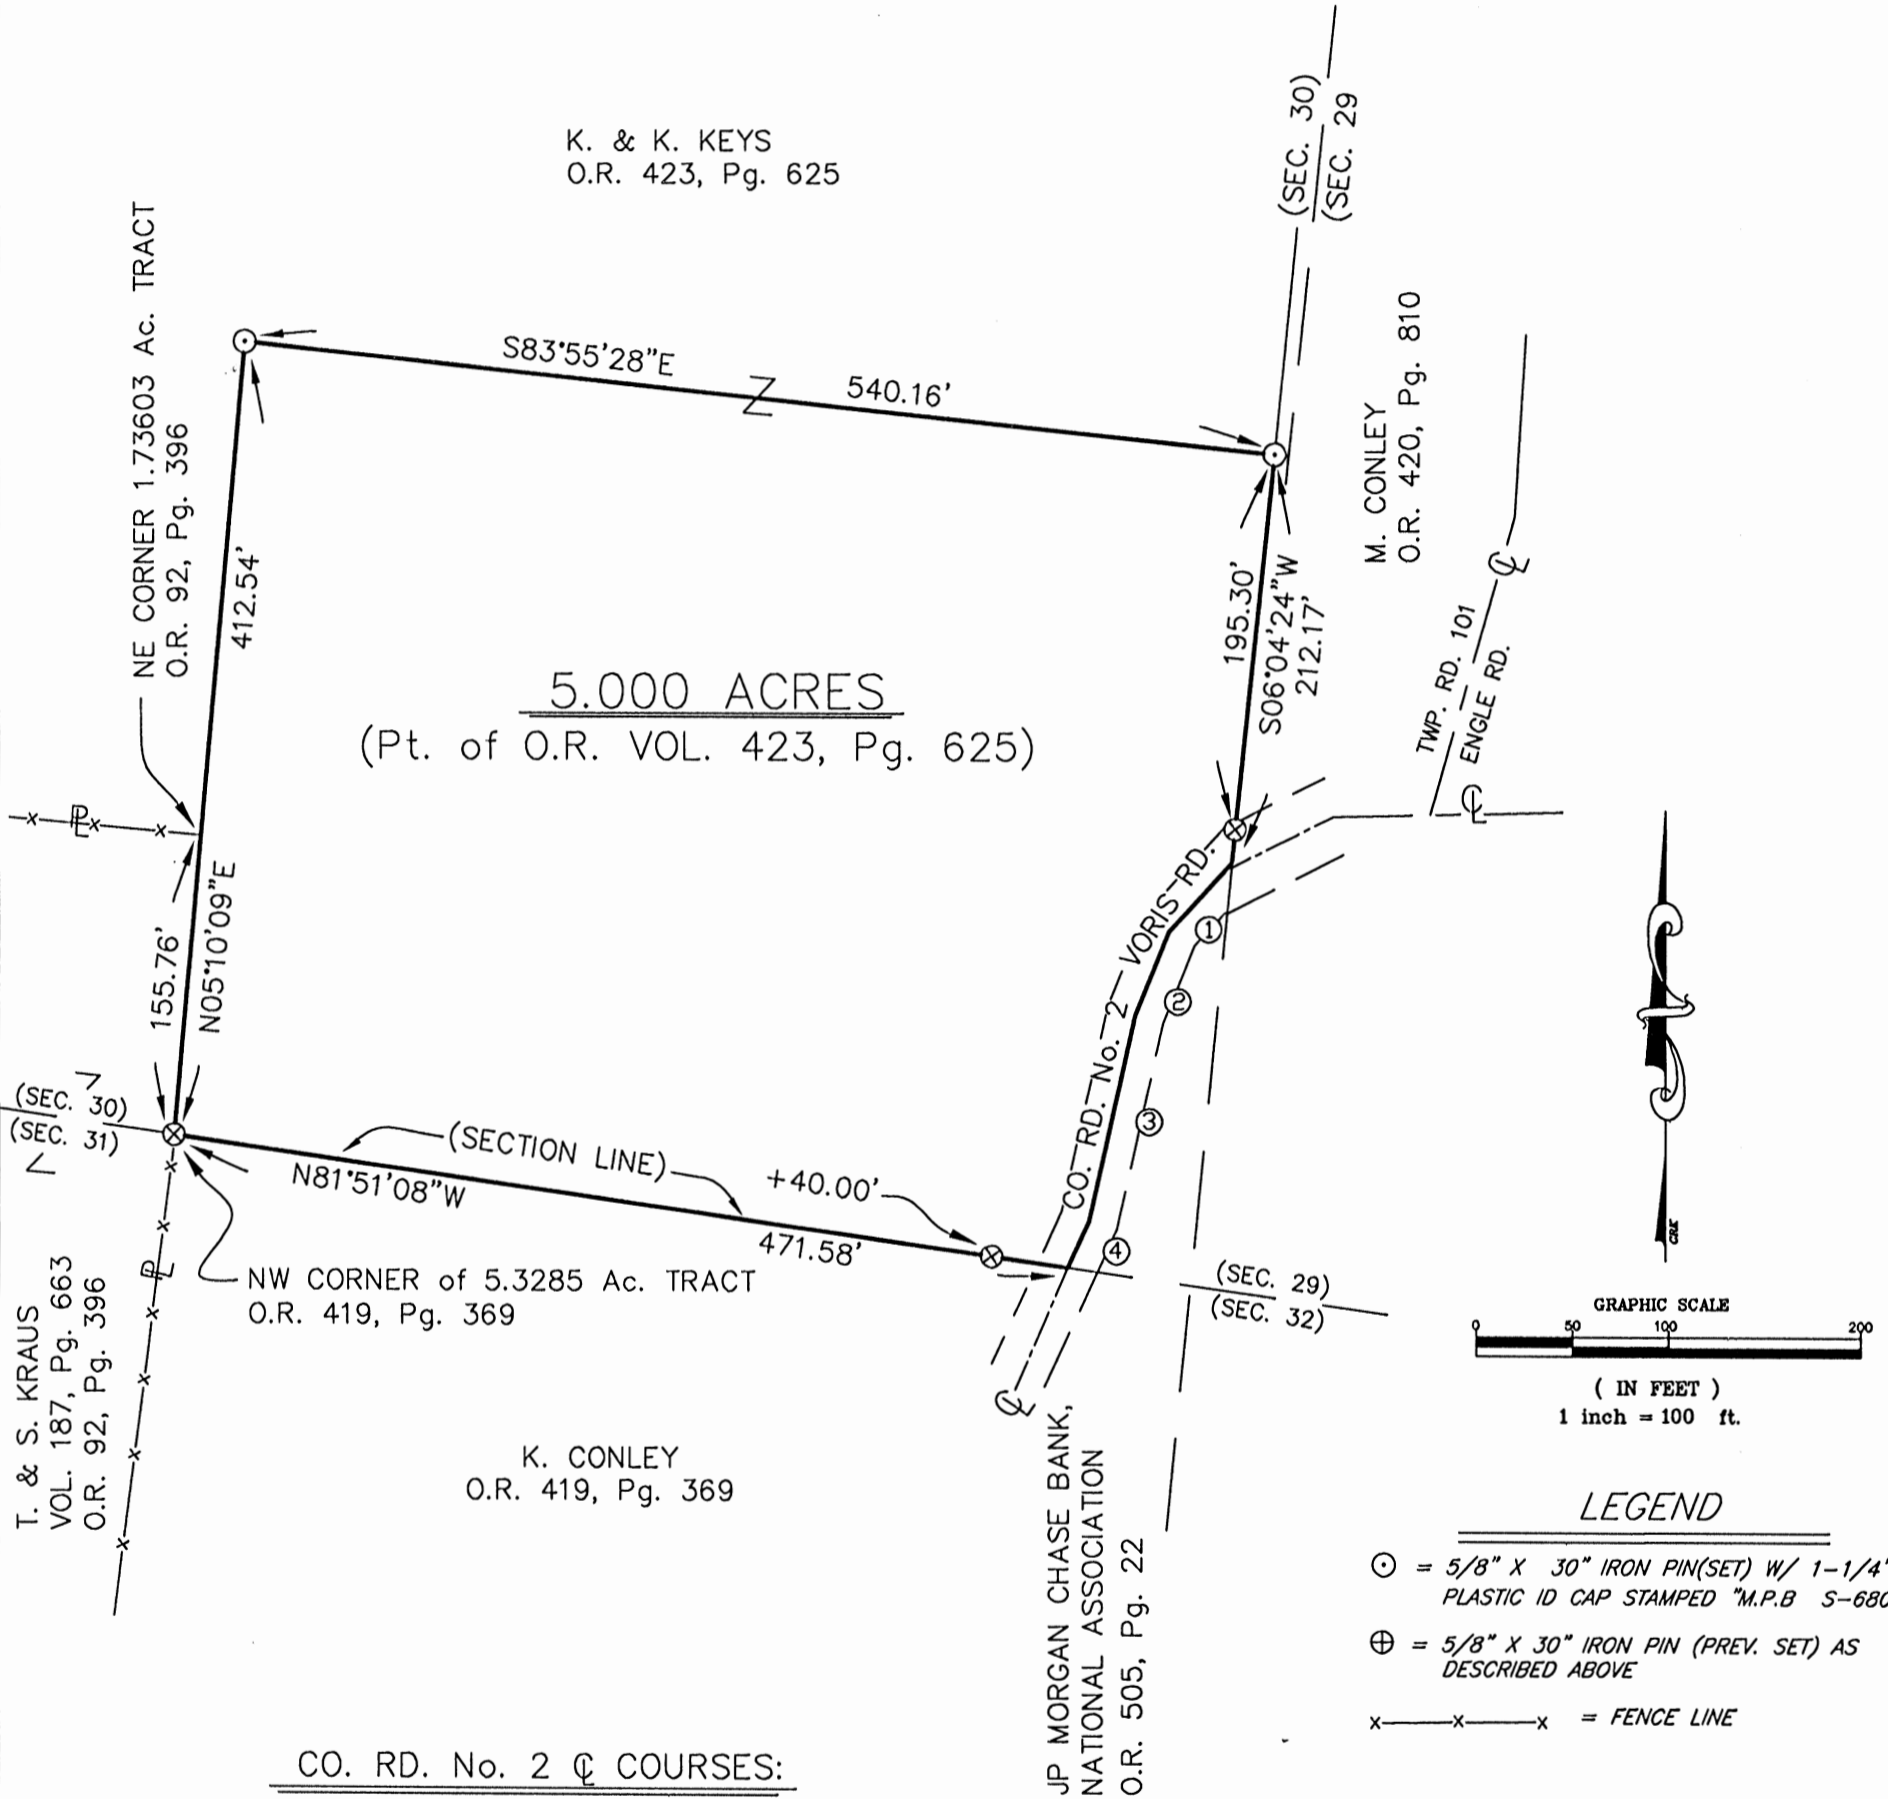 K. & K. KEYS
O.R. 423, Pg. 625
(SEC. 30)
(SEC. 29
NE CORNER 1.73603 Ac. TRACT
O.R. 92, Pg. 396
S83°55'28"E
540.16'
M. CONLEY
O.R. 420, Pg. 810
412.54'
195.30'
S06°04'24"W
212.17'
5.000 ACRES
(Pt. of O.R. VOL. 423, Pg. 625)
TWP. RD. 101
ENGLE RD.
CO. RD. No. 2 VORIS RD.
155.76'
N05°10'09"E
1
2
3
4
(SEC. 30)
(SEC. 31)
(SECTION LINE)
N81°51'08"W
+40.00'
471.58'
NW CORNER of 5.3285 Ac. TRACT
O.R. 419, Pg. 369
(SEC. 29)
(SEC. 32)
T. & S. KRAUS
VOL. 187, Pg. 663
O.R. 92, Pg. 396
K. CONLEY
O.R. 419, Pg. 369
JP MORGAN CHASE BANK,
NATIONAL ASSOCIATION
O.R. 505, Pg. 22
GRK
GRAPHIC SCALE
0 50 100 200
( IN FEET )
1 inch = 100 ft.
LEGEND
= 5/8" X 30" IRON PIN(SET) W/ 1-1/4"
PLASTIC ID CAP STAMPED "M.P.B S-680
= 5/8" X 30" IRON PIN (PREV. SET) AS
DESCRIBED ABOVE
x—x—x = FENCE LINE
CO. RD. No. 2 ℄ COURSES: